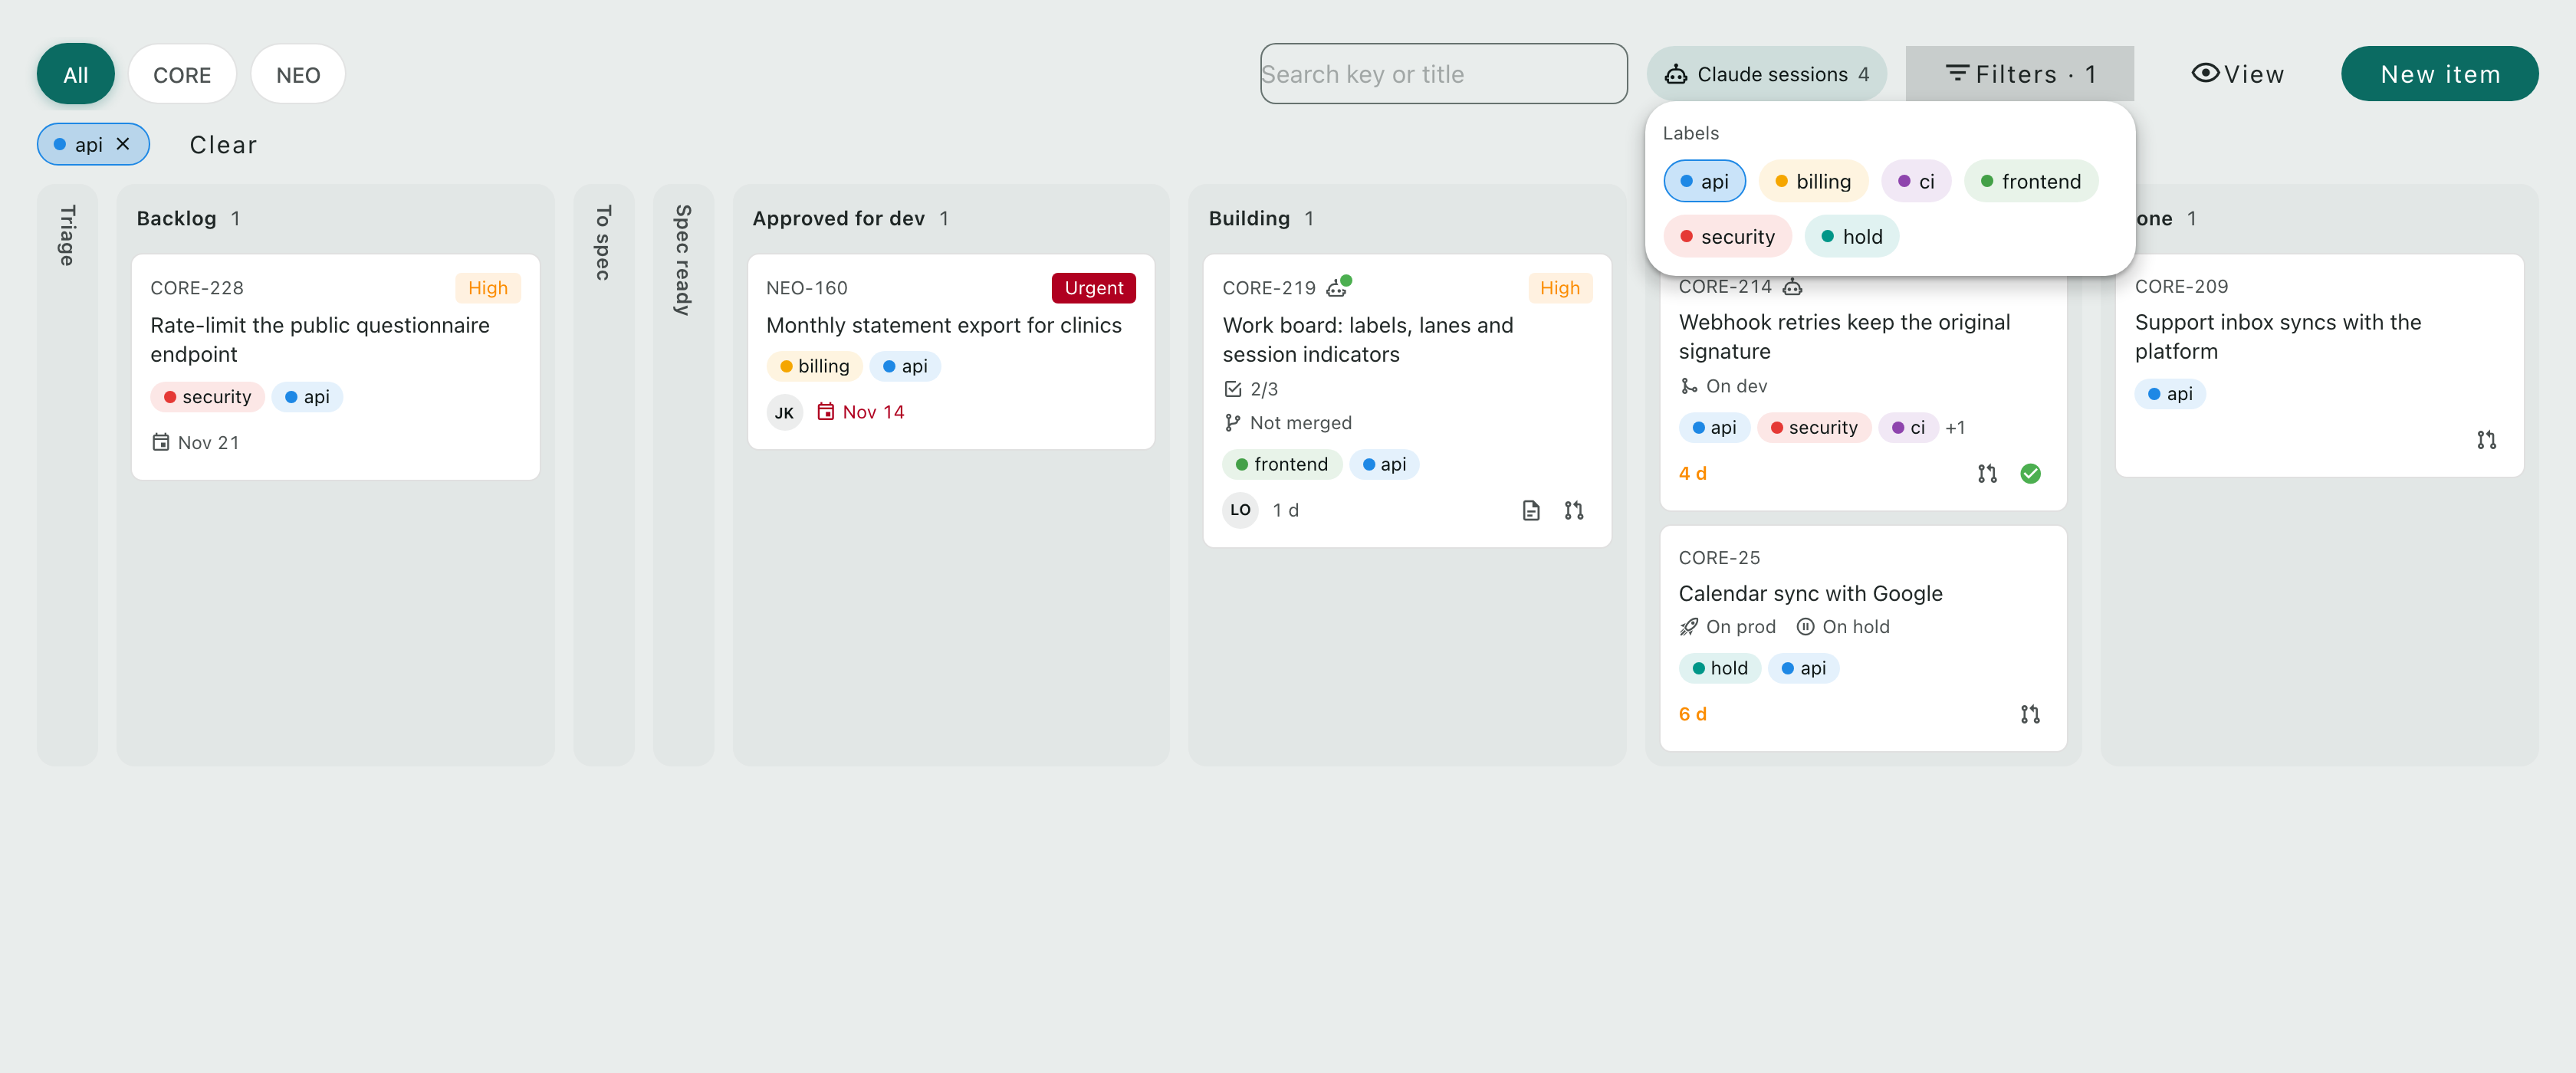 All CORE NEO Search key or title Claude sessions 4 Filters · 1 View New item
api Clear
Labels
api billing ci frontend
security hold
Triage
Backlog 1
CORE-228 High
Rate-limit the public questionnaire
endpoint
security api
Nov 21
To spec
Spec ready
Approved for dev 1
NEO-160 Urgent
Monthly statement export for clinics
billing api
JK Nov 14
Building 1
CORE-219 High
Work board: labels, lanes and
session indicators
2/3
Not merged
frontend api
LO 1 d
CORE-214
Webhook retries keep the original
signature
On dev
api security ci +1
4 d
CORE-25
Calendar sync with Google
On prod On hold
hold api
6 d
one 1
CORE-209
Support inbox syncs with the
platform
api